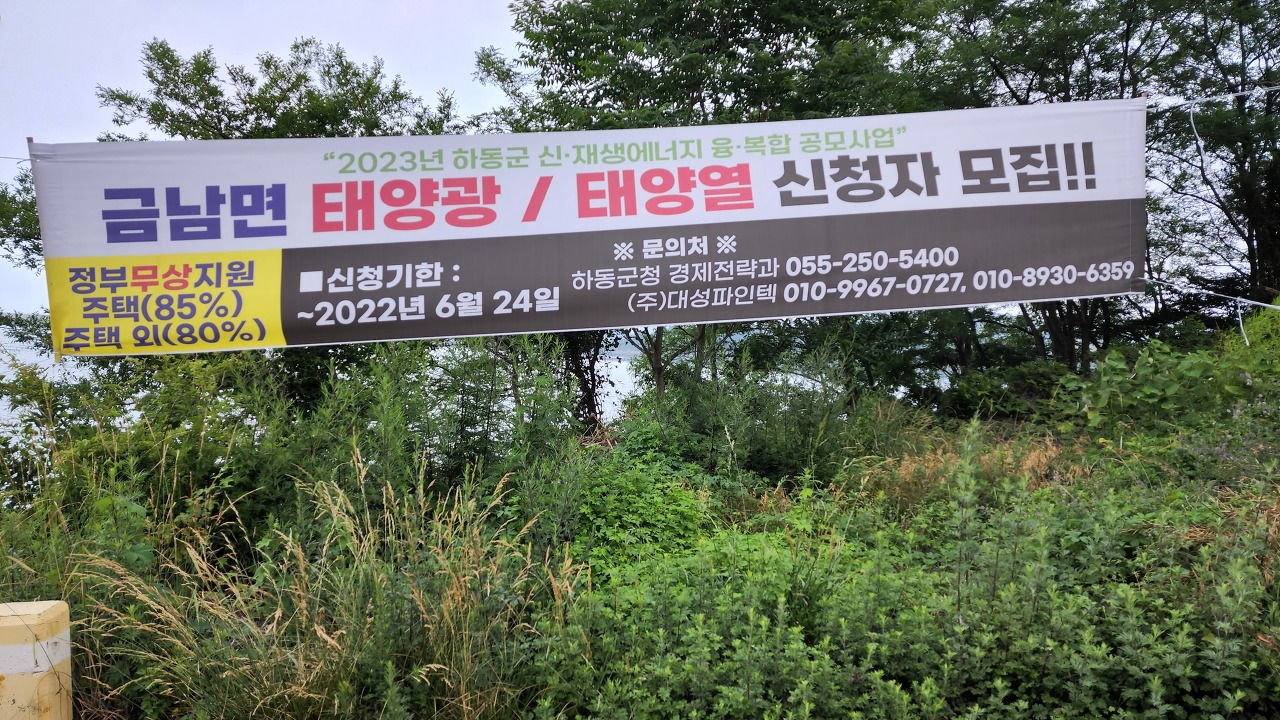 “2023년 하동군 신·재생에너지 융·복합 공모사업”
금남면 태양광 / 태양열 신청자 모집!!
정부무상지원
주택(85%)
주택 외(80%)
■신청기한 :
~2022년 6월 24일
※ 문의처 ※
하동군청 경제전략과 055-250-5400
(주)대성파인텍 010-9967-0727, 010-8930-6359